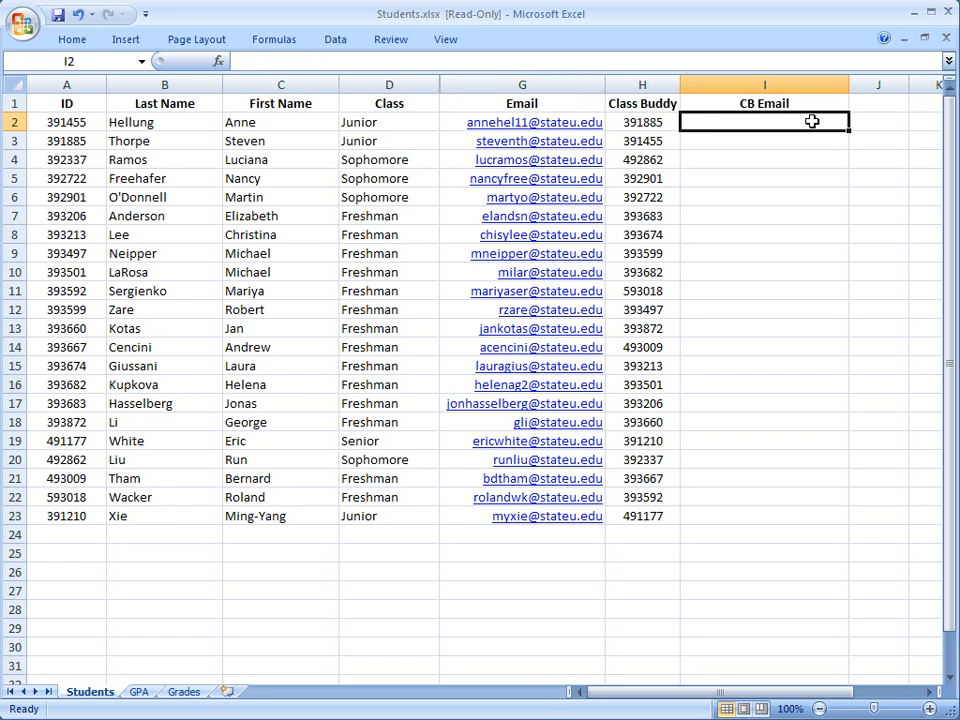 Students.xlsx [Read-Only] - Microsoft Excel
Home Insert Page Layout Formulas Data Review View
I2 fx
A B C D G H I J K
1 ID Last Name First Name Class Email Class Buddy CB Email
2 391455 Hellung Anne Junior annehel11@stateu.edu 391885
3 391885 Thorpe Steven Junior steventh@stateu.edu 391455
4 392337 Ramos Luciana Sophomore lucramos@stateu.edu 492862
5 392722 Freehafer Nancy Sophomore nancyfree@stateu.edu 392901
6 392901 O'Donnell Martin Sophomore martyo@stateu.edu 392722
7 393206 Anderson Elizabeth Freshman elandsn@stateu.edu 393683
8 393213 Lee Christina Freshman chisylee@stateu.edu 393674
9 393497 Neipper Michael Freshman mneipper@stateu.edu 393599
10 393501 LaRosa Michael Freshman milar@stateu.edu 393682
11 393592 Sergienko Mariya Freshman mariyaser@stateu.edu 593018
12 393599 Zare Robert Freshman rzare@stateu.edu 393497
13 393660 Kotas Jan Freshman jankotas@stateu.edu 393872
14 393667 Cencini Andrew Freshman acencini@stateu.edu 493009
15 393674 Giussani Laura Freshman lauragius@stateu.edu 393213
16 393682 Kupkova Helena Freshman helenag2@stateu.edu 393501
17 393683 Hasselberg Jonas Freshman jonhasselberg@stateu.edu 393206
18 393872 Li George Freshman gli@stateu.edu 393660
19 491177 White Eric Senior ericwhite@stateu.edu 391210
20 492862 Liu Run Sophomore runliu@stateu.edu 392337
21 493009 Tham Bernard Freshman bdtham@stateu.edu 393667
22 593018 Wacker Roland Freshman rolandwk@stateu.edu 393592
23 391210 Xie Ming-Yang Junior myxie@stateu.edu 491177
24
25
26
27
28
29
30
31
Students GPA Grades
Ready 100%